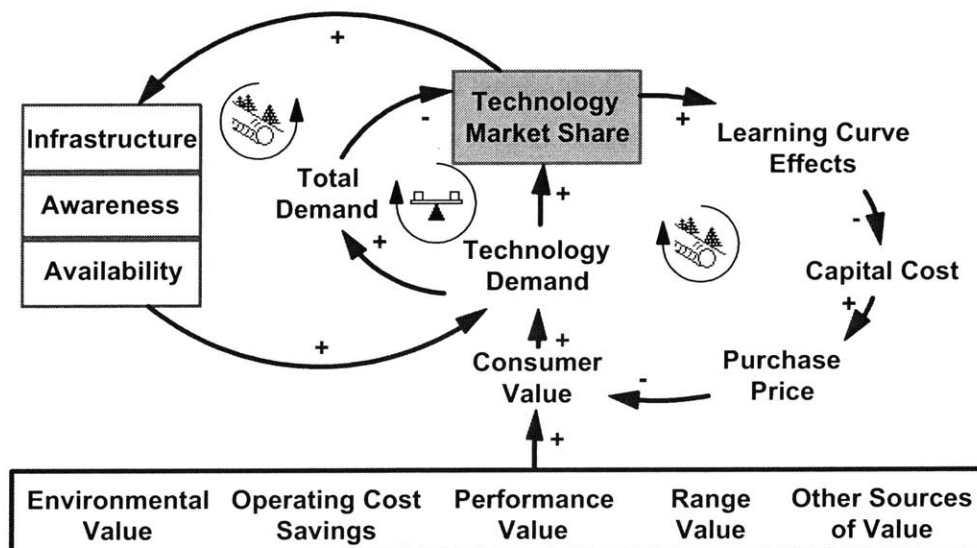 +
Infrastructure
Awareness
Availability
-
Technology
Market Share
+
Learning Curve
Effects
Total
Demand
+
+
-
Technology
Demand
Capital Cost
+
+
+
Consumer
Value
-
Purchase
Price
+
Environmental
Value
Operating Cost
Savings
Performance
Value
Range
Value
Other Sources
of Value